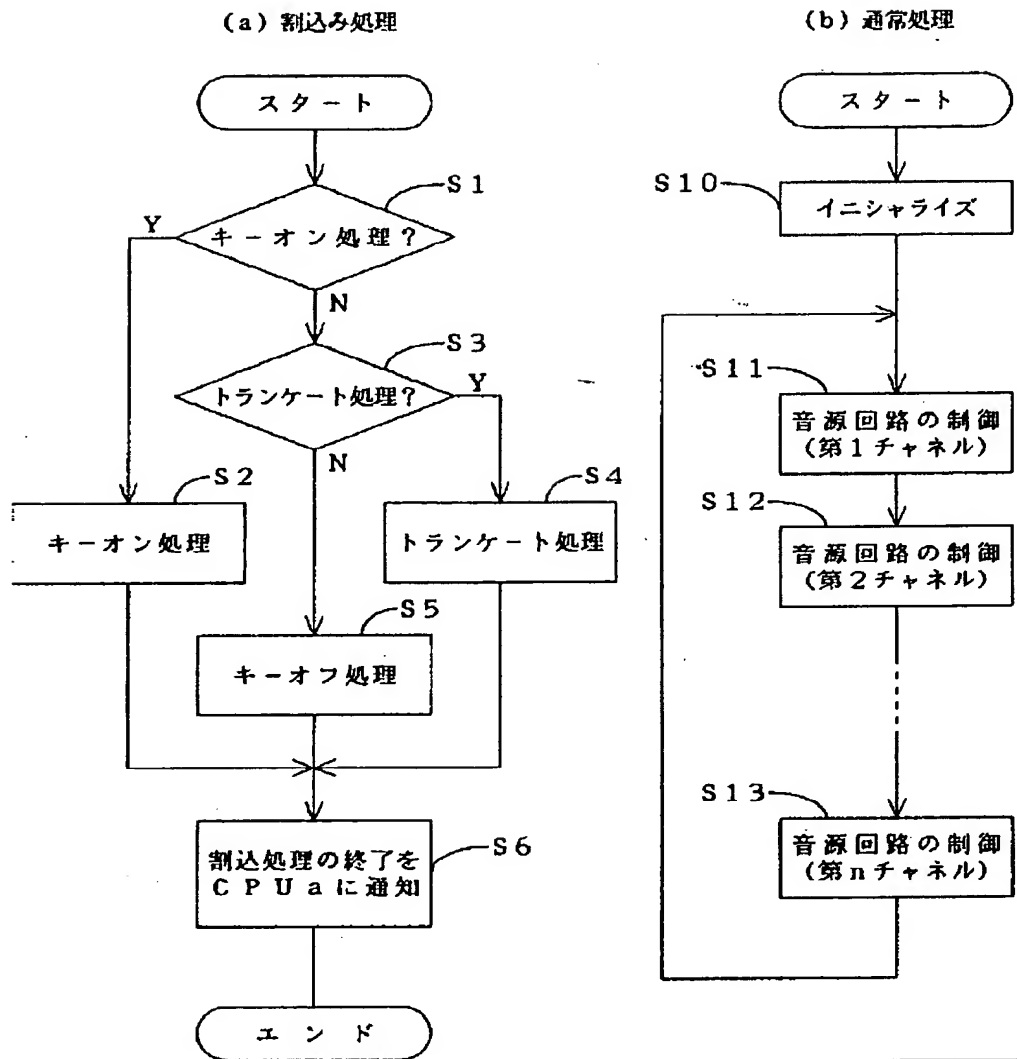 (a) 割込み処理
スタート
S1
キーオン処理?
Y
N
S3
トランケート処理?
Y
N
S2
キーオン処理
S4
トランケート処理
S5
キーオフ処理
S6
割込処理の終了を
CPUaに通知
エンド
(b) 通常処理
スタート
S10
イニシャライズ
S11
音源回路の制御
(第1チャネル)
S12
音源回路の制御
(第2チャネル)
S13
音源回路の制御
(第nチャネル)